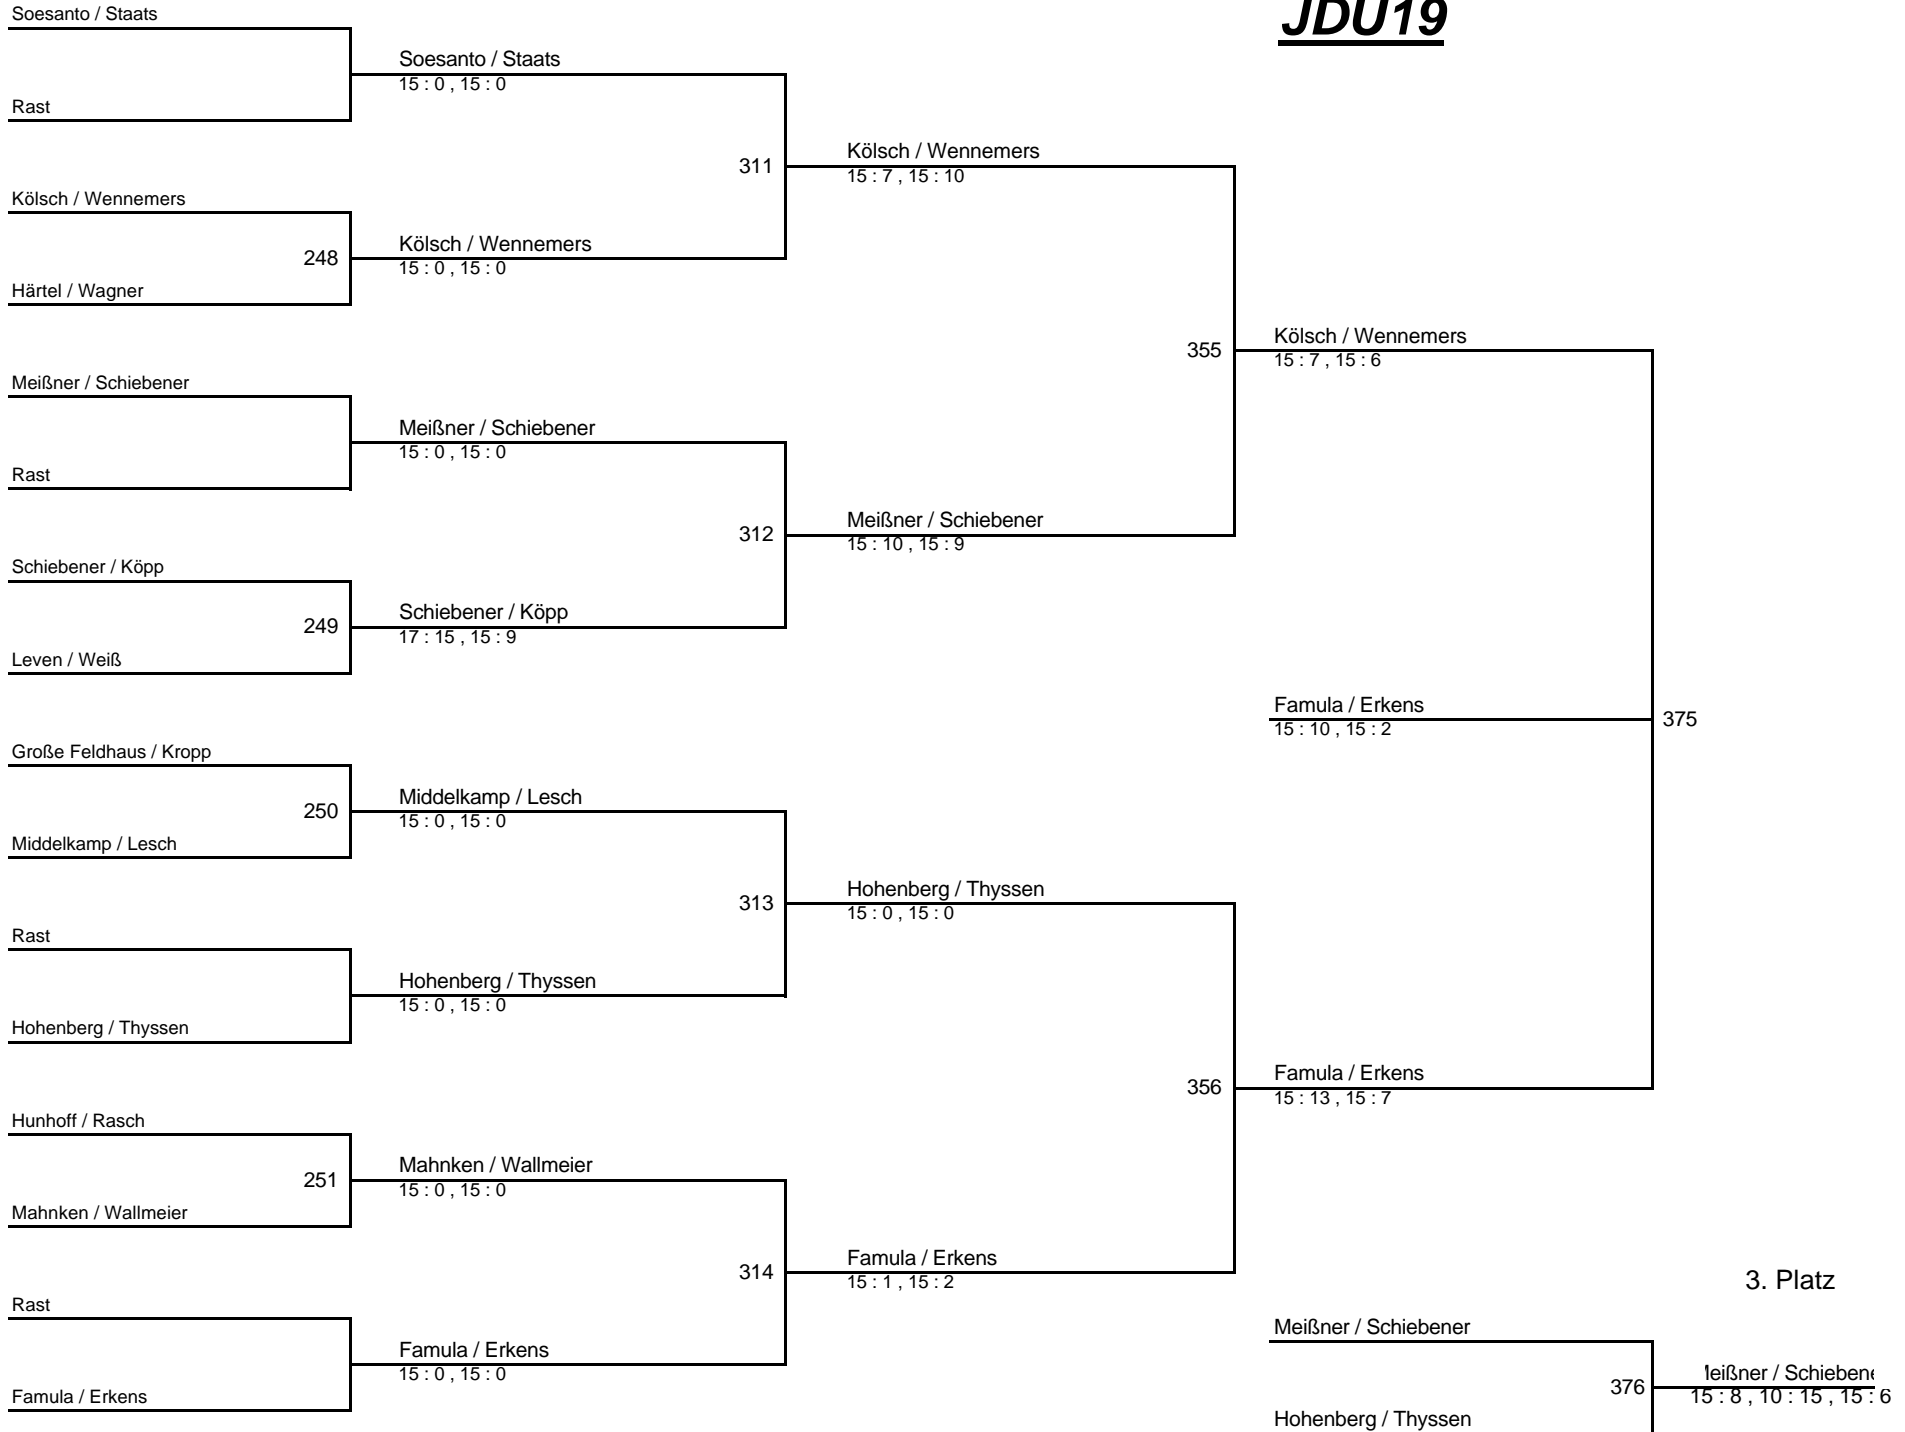 JDU19
Soesanto / Staats
Soesanto / Staats
15 : 0 , 15 : 0
Rast
311
Kölsch / Wennemers
15 : 7 , 15 : 10
Kölsch / Wennemers
248
Kölsch / Wennemers
15 : 0 , 15 : 0
Härtel / Wagner
355
Kölsch / Wennemers
15 : 7 , 15 : 6
Meißner / Schiebener
Meißner / Schiebener
15 : 0 , 15 : 0
Rast
312
Meißner / Schiebener
15 : 10 , 15 : 9
Schiebener / Köpp
249
Schiebener / Köpp
17 : 15 , 15 : 9
Leven / Weiß
Famula / Erkens
15 : 10 , 15 : 2
375
Große Feldhaus / Kropp
250
Middelkamp / Lesch
15 : 0 , 15 : 0
Middelkamp / Lesch
313
Hohenberg / Thyssen
15 : 0 , 15 : 0
Rast
Hohenberg / Thyssen
15 : 0 , 15 : 0
Hohenberg / Thyssen
356
Famula / Erkens
15 : 13 , 15 : 7
Hunhoff / Rasch
251
Mahnken / Wallmeier
15 : 0 , 15 : 0
Mahnken / Wallmeier
314
Famula / Erkens
15 : 1 , 15 : 2
Rast
Famula / Erkens
15 : 0 , 15 : 0
Famula / Erkens
3. Platz
Meißner / Schiebener
376
leißner / Schiebene
15 : 8 , 10 : 15 , 15 : 6
Hohenberg / Thyssen